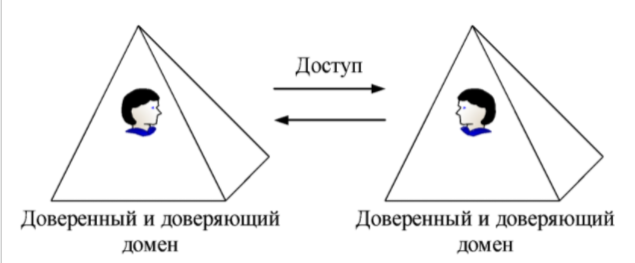 Доступ
Доверенный и доверяющий
домен
Доверенный и доверяющий
домен